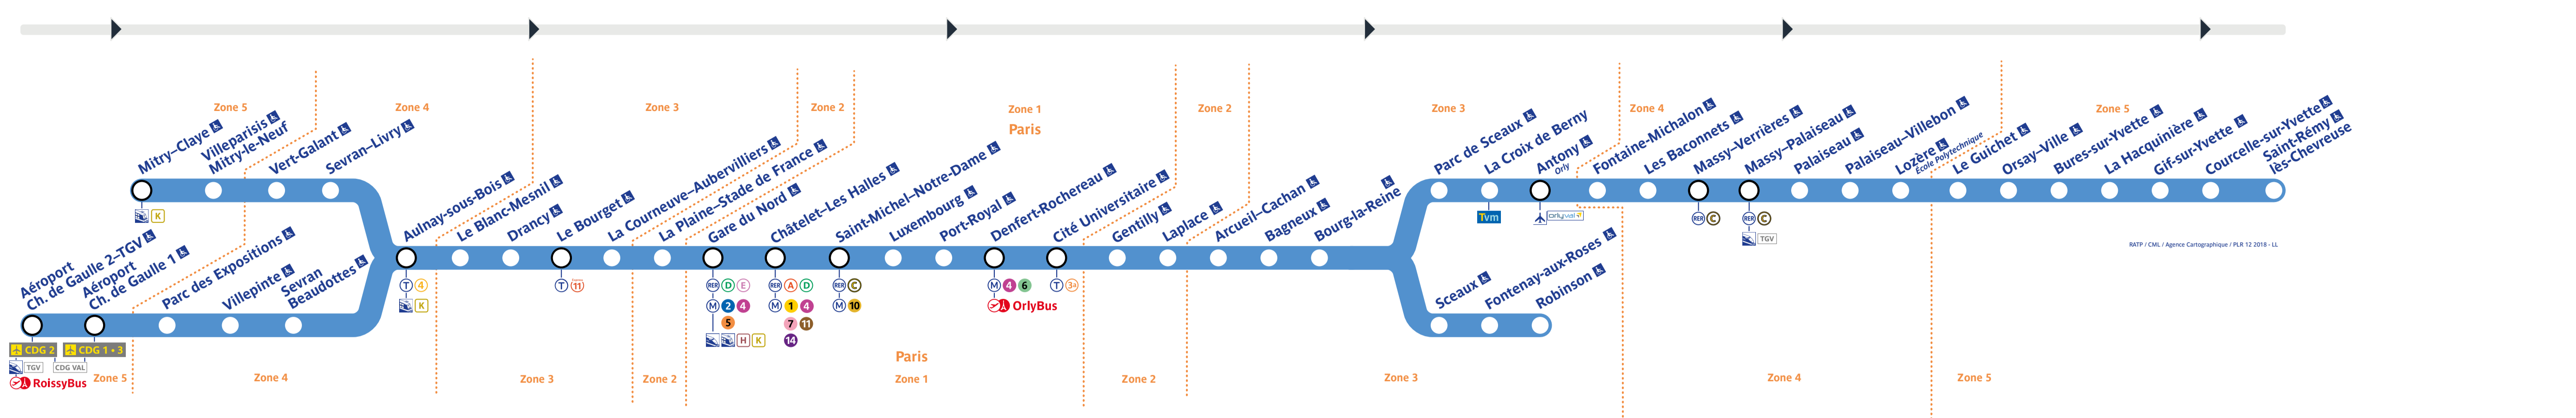 Zone 5
Zone 4
Zone 3
Zone 2
Zone 1
Paris
Zone 2
Zone 3
Zone 4
Zone 5
Mitry–Claye
Villeparisis
Mitry-le-Neuf
Vert-Galant
Sevran–Livry
K
Aéroport
Ch. de Gaulle 2–TGV
Aéroport
Ch. de Gaulle 1
Parc des Expositions
Villepinte
Sevran
Beaudottes
CDG 2
CDG 1 • 3
TGV
CDG VAL
RoissyBus
Aulnay-sous-Bois
T 4
K
Le Blanc-Mesnil
Drancy
Le Bourget
T 11
La Courneuve–Aubervilliers
La Plaine–Stade de France
Gare du Nord
RER D E
M 2 4
5
H K
Châtelet–Les Halles
RER A D
M 1 4
7 11
14
Saint-Michel–Notre-Dame
RER C
M 10
Luxembourg
Port-Royal
Denfert-Rochereau
M 4 6
OrlyBus
Cité Universitaire
T 3a
Gentilly
Laplace
Arcueil–Cachan
Bagneux
Bourg-la-Reine
Parc de Sceaux
La Croix de Berny
Tvm
Antony
Orly
orlyval
Fontaine-Michalon
Les Baconnets
Massy–Verrières
RER C
Massy–Palaiseau
RER C
TGV
Palaiseau
Palaiseau–Villebon
Lozère
École Polytechnique
Le Guichet
Orsay–Ville
Bures-sur-Yvette
La Hacquinière
Gif-sur-Yvette
Courcelle-sur-Yvette
Saint-Rémy
lès-Chevreuse
Sceaux
Fontenay-aux-Roses
Robinson
RATP / CML / Agence Cartographique / PLR 12 2018 - LL
Zone 5
Zone 4
Zone 3
Zone 2
Paris
Zone 1
Zone 2
Zone 3
Zone 4
Zone 5